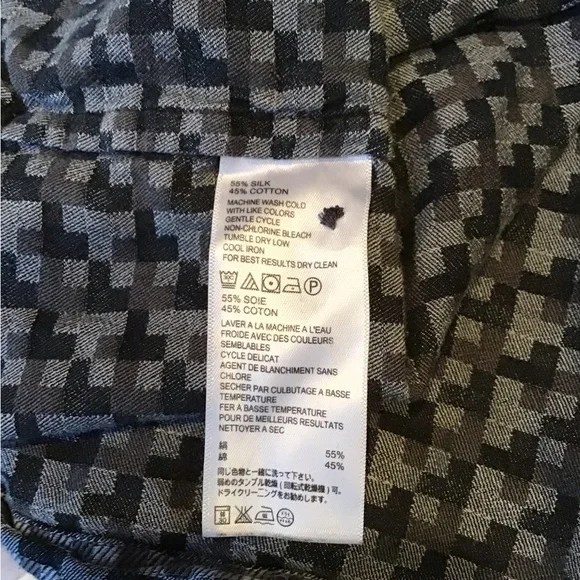 55% SILK
45% COTTON
MACHINE WASH COLD
WITH LIKE COLORS
GENTLE CYCLE
NON-CHLORINE BLEACH
TUMBLE DRY LOW
COOL IRON
FOR BEST RESULTS DRY CLEAN
P
55% SOIE
45% COTON
LAVER A LA MACHINE A L'EAU
FROIDE AVEC DES COULEURS
SEMBLABLES
CYCLE DELICAT
AGENT DE BLANCHIMENT SANS
CHLORE
SECHER PAR CULBUTAGE A BASSE
TEMPERATURE
FER A BASSE TEMPERATURE
POUR DE MEILLEURS RESULTATS
NETTOYER A SEC
絹 55%
綿 45%
同じ色物と一緒に洗って下さい。
弱めのタンブル乾燥（回転式乾燥機）可。
ドライクリーニングをお勧めします。